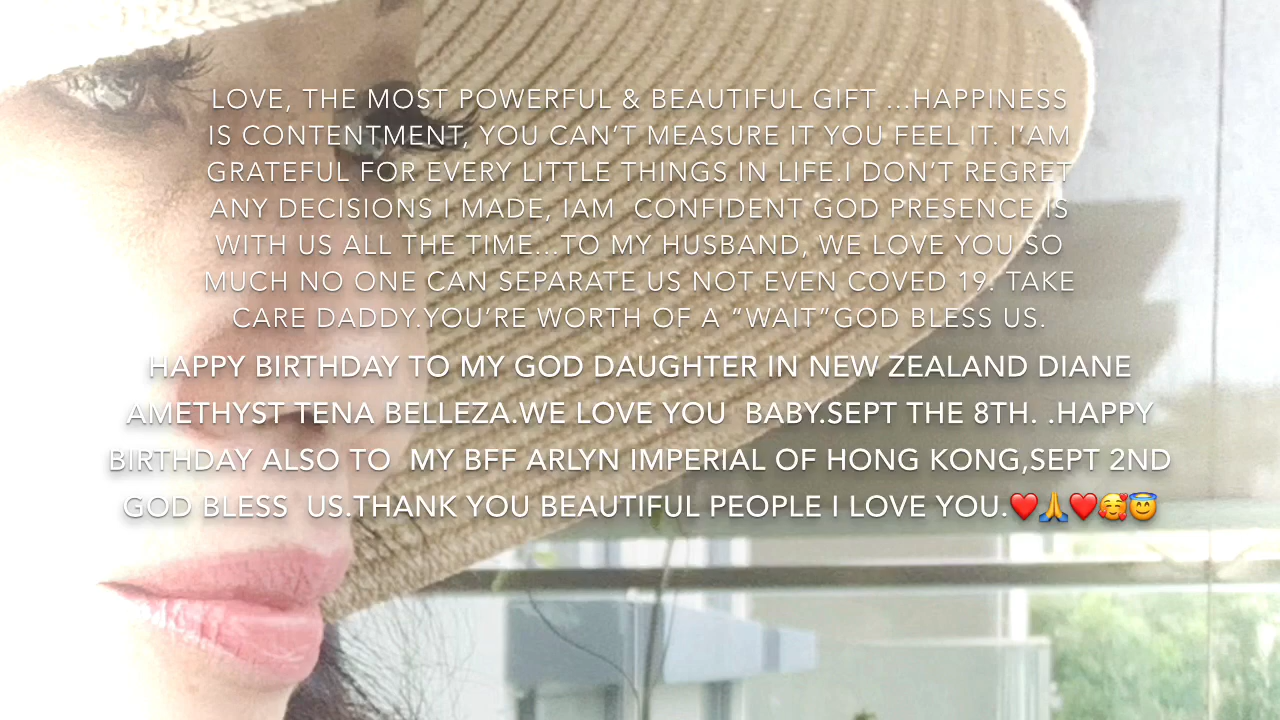 LOVE, THE MOST POWERFUL & BEAUTIFUL GIFT ...HAPPINESS
IS CONTENTMENT, YOU CAN'T MEASURE IT YOU FEEL IT. I'AM
GRATEFUL FOR EVERY LITTLE THINGS IN LIFE.I DON'T REGRET
ANY DECISIONS I MADE, IAM  CONFIDENT GOD PRESENCE IS
WITH US ALL THE TIME...TO MY HUSBAND, WE LOVE YOU SO
MUCH NO ONE CAN SEPARATE US NOT EVEN COVED 19. TAKE
CARE DADDY.YOU'RE WORTH OF A “WAIT”GOD BLESS US.
HAPPY BIRTHDAY TO MY GOD DAUGHTER IN NEW ZEALAND DIANE
AMETHYST TENA BELLEZA.WE LOVE YOU  BABY.SEPT THE 8TH. .HAPPY
BIRTHDAY ALSO TO  MY BFF ARLYN IMPERIAL OF HONG KONG,SEPT 2ND
GOD BLESS  US.THANK YOU BEAUTIFUL PEOPLE I LOVE YOU.❤️🙏❤️🥰😇